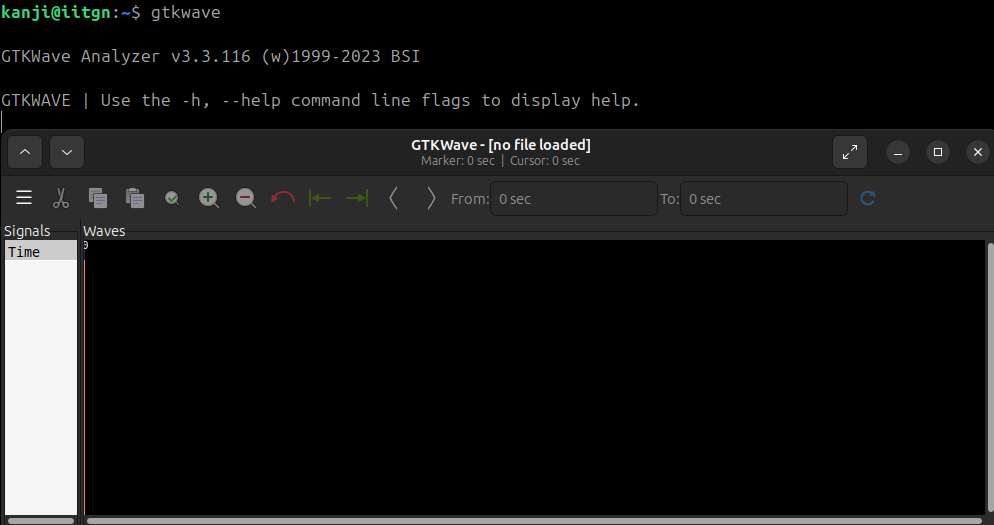 kanji@iitgn:~$ gtkwave
GTKWave Analyzer v3.3.116 (w)1999-2023 BSI
GTKWAVE | Use the -h, --help command line flags to display help.
GTKWave - [no file loaded]
Marker: 0 sec | Cursor: 0 sec
From: 0 sec To: 0 sec
Signals Waves
Time 0